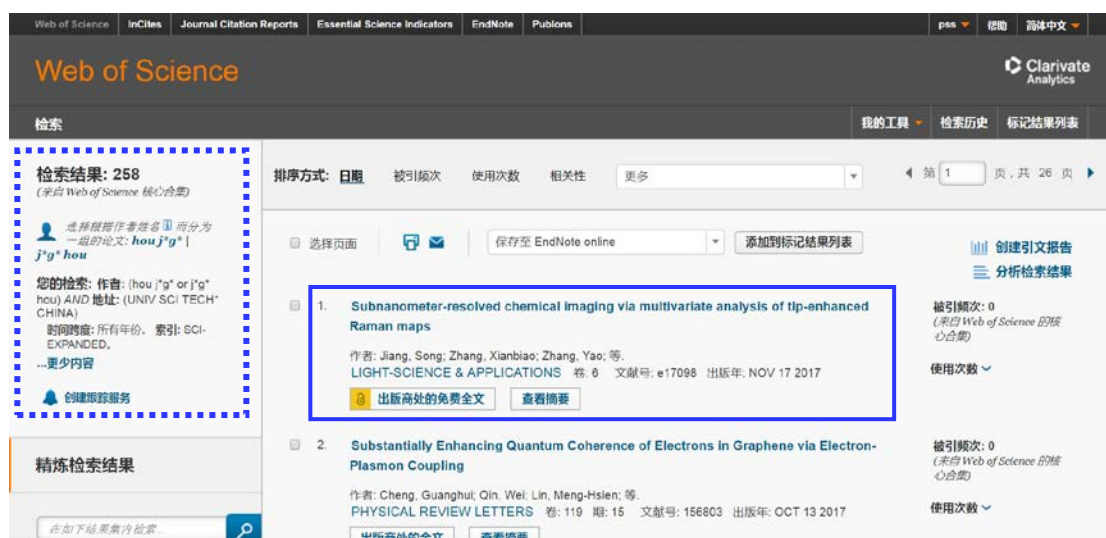 Web of Science InCites Journal Citation Reports Essential Science Indicators EndNote Publons pss 帮助 简体中文
Web of Science
Clarivate Analytics
检索 我的工具 检索历史 标记结果列表
检索结果: 258
(来自 Web of Science 核心合集)
选择根据作者姓名 而分为
一组的论文: hou j*g* |
j*g* hou
您的检索: 作者: (hou j*g* or j*g*
hou) AND 地址: (UNIV SCI TECH*
CHINA)
时间跨度: 所有年份。 索引: SCI-
EXPANDED。
...更少内容
创建跟踪服务
精炼检索结果
在如下结果集内检索...
排序方式: 日期 被引频次 使用次数 相关性 更多
第 1 页,共 26 页
选择页面 保存至 EndNote online 添加到标记结果列表
创建引文报告
分析检索结果
1. Subnanometer-resolved chemical imaging via multivariate analysis of tip-enhanced
Raman maps
作者: Jiang, Song; Zhang, Xianbiao; Zhang, Yao; 等.
LIGHT-SCIENCE & APPLICATIONS 卷: 6 文献号: e17098 出版年: NOV 17 2017
出版商处的免费全文 查看摘要
被引频次: 0
(来自 Web of Science 的核
心合集)
使用次数
2. Substantially Enhancing Quantum Coherence of Electrons in Graphene via Electron-
Plasmon Coupling
作者: Cheng, Guanghui; Qin, Wei; Lin, Meng-Hsien; 等.
PHYSICAL REVIEW LETTERS 卷: 119 期: 15 文献号: 156803 出版年: OCT 13 2017
出版商处的全文 查看摘要
被引频次: 0
(来自 Web of Science 的核
心合集)
使用次数